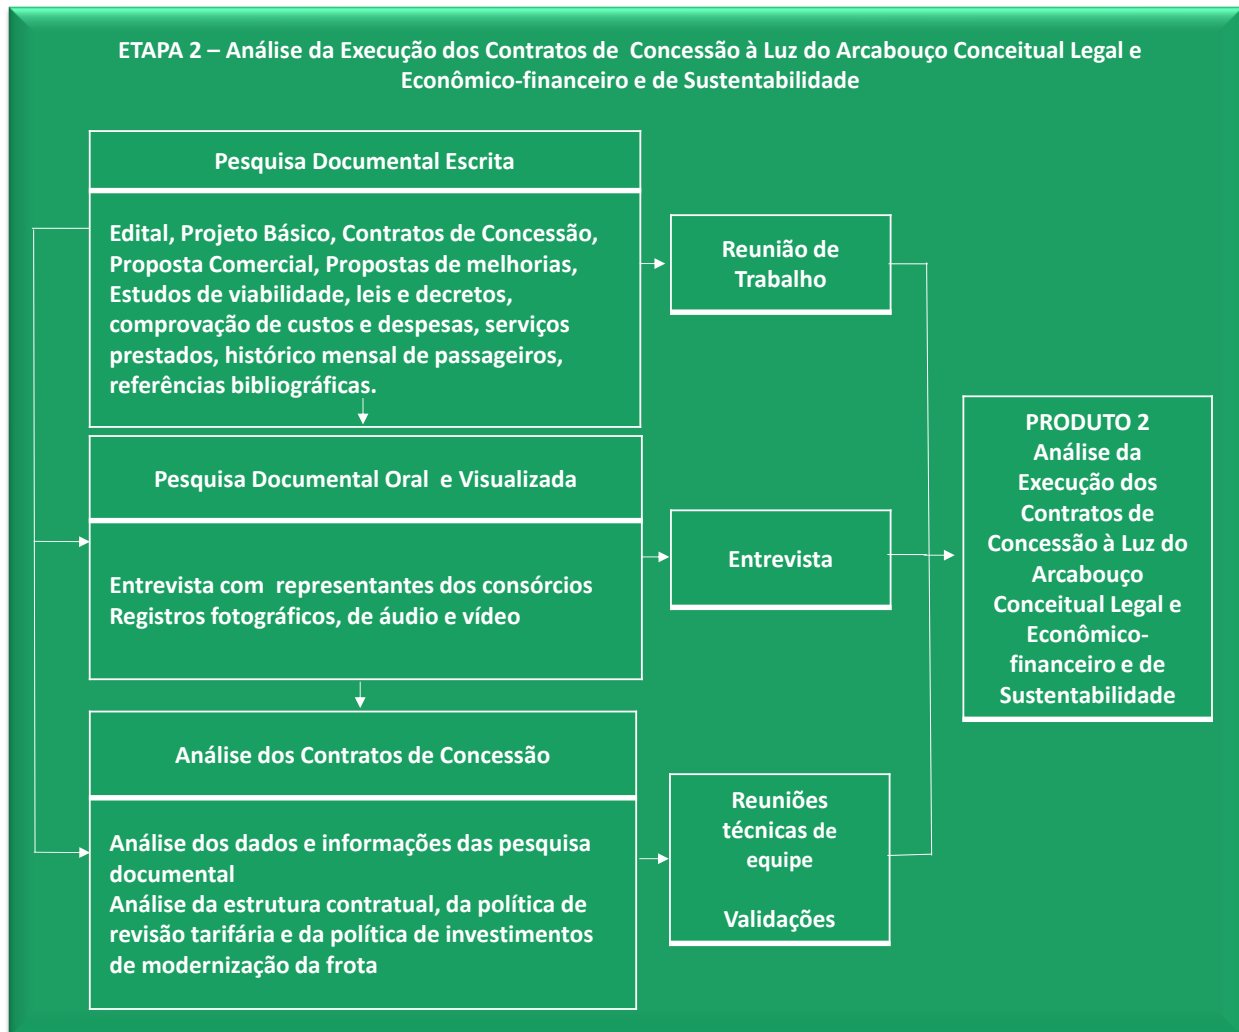 ETAPA 2 – Análise da Execução dos Contratos de Concessão à Luz do Arcabouço Conceitual Legal e
Econômico-financeiro e de Sustentabilidade
Pesquisa Documental Escrita
Edital, Projeto Básico, Contratos de Concessão,
Proposta Comercial, Propostas de melhorias,
Estudos de viabilidade, leis e decretos,
comprovação de custos e despesas, serviços
prestados, histórico mensal de passageiros,
referências bibliográficas.
Reunião de
Trabalho
Pesquisa Documental Oral e Visualizada
Entrevista com representantes dos consórcios
Registros fotográficos, de áudio e vídeo
Entrevista
Análise dos Contratos de Concessão
Análise dos dados e informações das pesquisa
documental
Análise da estrutura contratual, da política de
revisão tarifária e da política de investimentos
de modernização da frota
Reuniões
técnicas de
equipe
Validações
PRODUTO 2
Análise da
Execução dos
Contratos de
Concessão à Luz do
Arcabouço
Conceitual Legal e
Econômico-
financeiro e de
Sustentabilidade